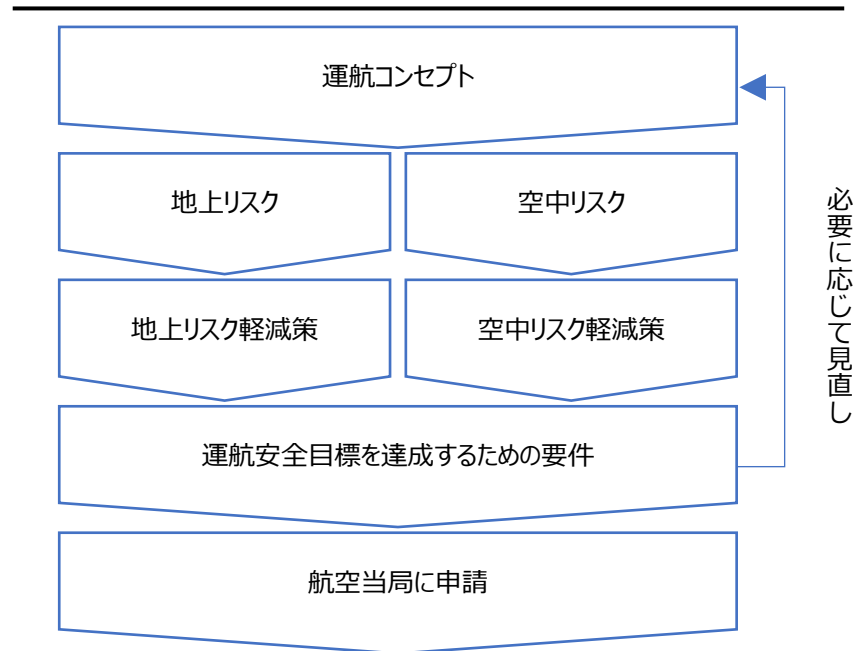 運航コンセプト
地上リスク
空中リスク
地上リスク軽減策
空中リスク軽減策
運航安全目標を達成するための要件
航空当局に申請
必要に応じて見直し